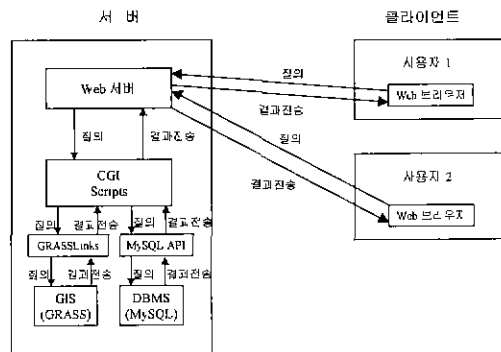 서 버
클라이언트
사용자 1
Web 브라우저
질의
결과전송
Web 서버
질의
결과전송
질의
결과전송
사용자 2
Web 브라우저
CGI
Scripts
질의
결과전송
질의
결과전송
GRASSLinks
MySQL API
질의
결과전송
질의
결과전송
GIS
(GRASS)
DBMS
(MySQL)